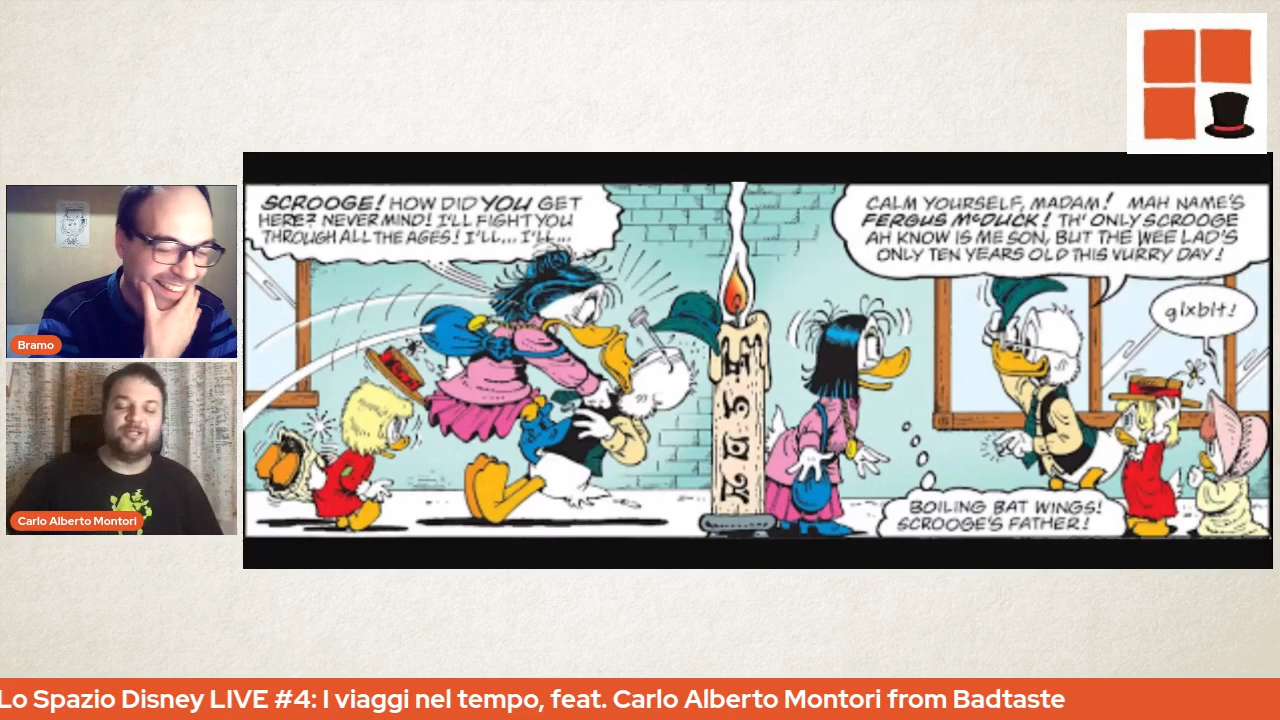 SCROOGE! HOW DID YOU GET
HERE? NEVER MIND! I'LL FIGHT YOU
THROUGH ALL THE AGES! I'LL... I'LL...
CALM YOURSELF, MADAM! MAH NAME'S
FERGUS McDUCK! TH' ONLY SCROOGE
AH KNOW IS ME SON, BUT THE WEE LAD'S
ONLY TEN YEARS OLD THIS VURRY DAY!
glxblt!
BOILING BAT WINGS!
SCROOGE'S FATHER!
Bramo
Carlo Alberto Montori
Lo Spazio Disney LIVE #4: I viaggi nel tempo, feat. Carlo Alberto Montori from Badtaste